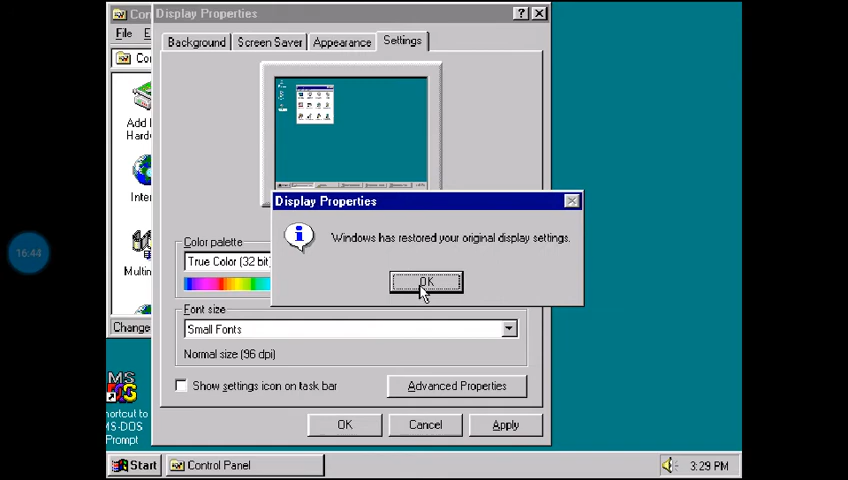 Display Properties
Background
Screen Saver
Appearance
Settings
File
Display Properties
Windows has restored your original display settings.
OK
16:44
Color palette
True Color (32 bit)
Font size
Small Fonts
Normal size (96 dpi)
Show settings icon on task bar
Advanced Properties
OK
Cancel
Apply
Add
Hardw
Inter
Multin
Change
MS
hortcut to
MS-DOS
Prompt
Start
Control Panel
3:29 PM